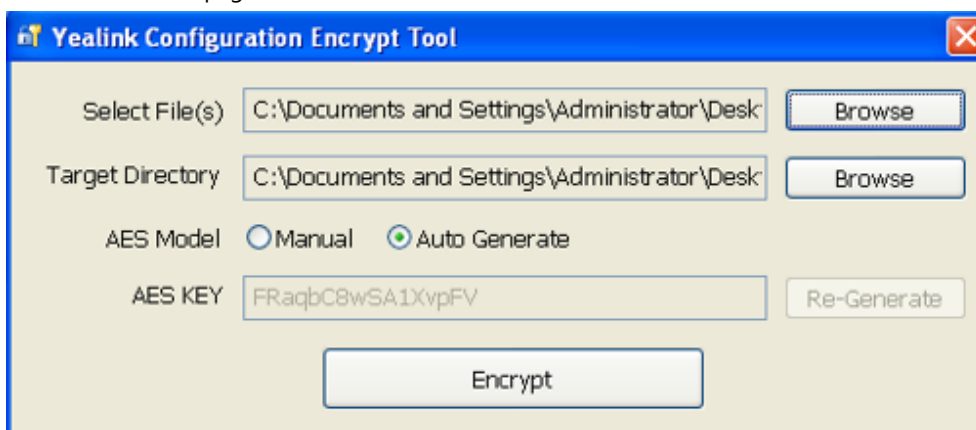 Yealink Configuration Encrypt Tool
Select File(s) C:\Documents and Settings\Administrator\Desk Browse
Target Directory C:\Documents and Settings\Administrator\Desk Browse
AES Model Manual Auto Generate
AES KEY FRaqbC8wSA1XvpFV Re-Generate
Encrypt